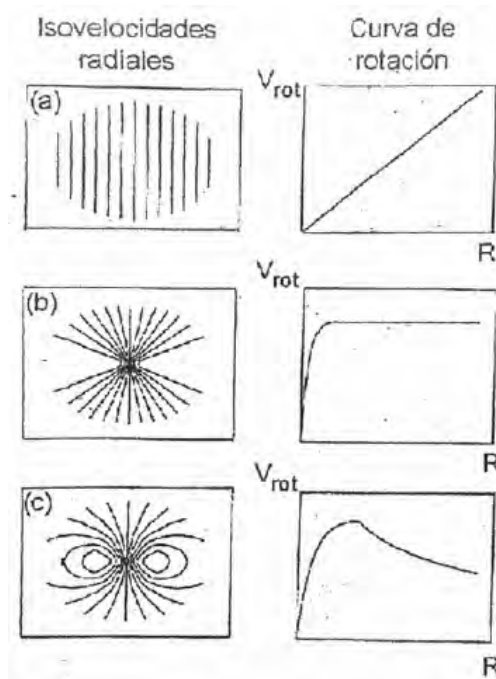 Isovelocidades
radiales
Curva de
rotación
(a)
Vrot
R
(b)
Vrot
R
(c)
Vrot
R